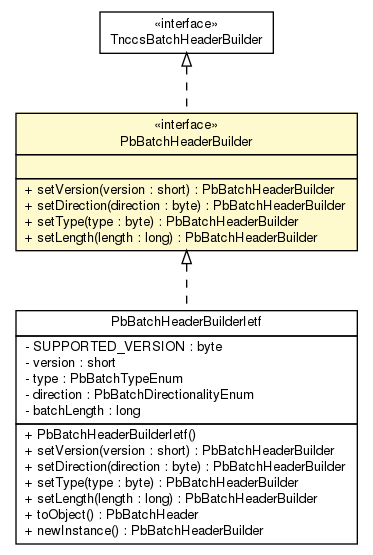 «interface»
TnccsBatchHeaderBuilder
«interface»
PbBatchHeaderBuilder
+ setVersion(version : short) : PbBatchHeaderBuilder
+ setDirection(direction : byte) : PbBatchHeaderBuilder
+ setType(type : byte) : PbBatchHeaderBuilder
+ setLength(length : long) : PbBatchHeaderBuilder
PbBatchHeaderBuilderIetf
- SUPPORTED_VERSION : byte
- version : short
- type : PbBatchTypeEnum
- direction : PbBatchDirectionalityEnum
- batchLength : long
+ PbBatchHeaderBuilderIetf()
+ setVersion(version : short) : PbBatchHeaderBuilder
+ setDirection(direction : byte) : PbBatchHeaderBuilder
+ setType(type : byte) : PbBatchHeaderBuilder
+ setLength(length : long) : PbBatchHeaderBuilder
+ toObject() : PbBatchHeader
+ newInstance() : PbBatchHeaderBuilder